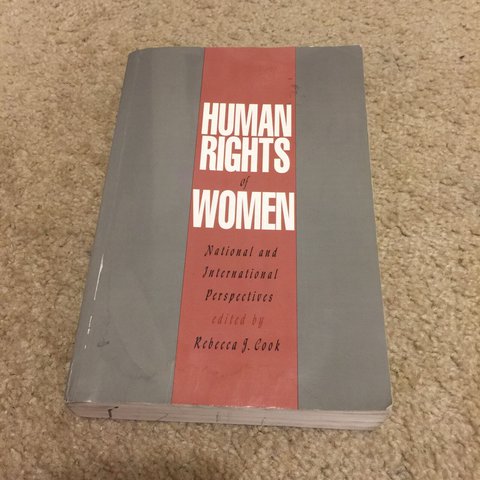 HUMAN
RIGHTS
of
WOMEN
National and
International
Perspectives
edited by
Rebecca J. Cook